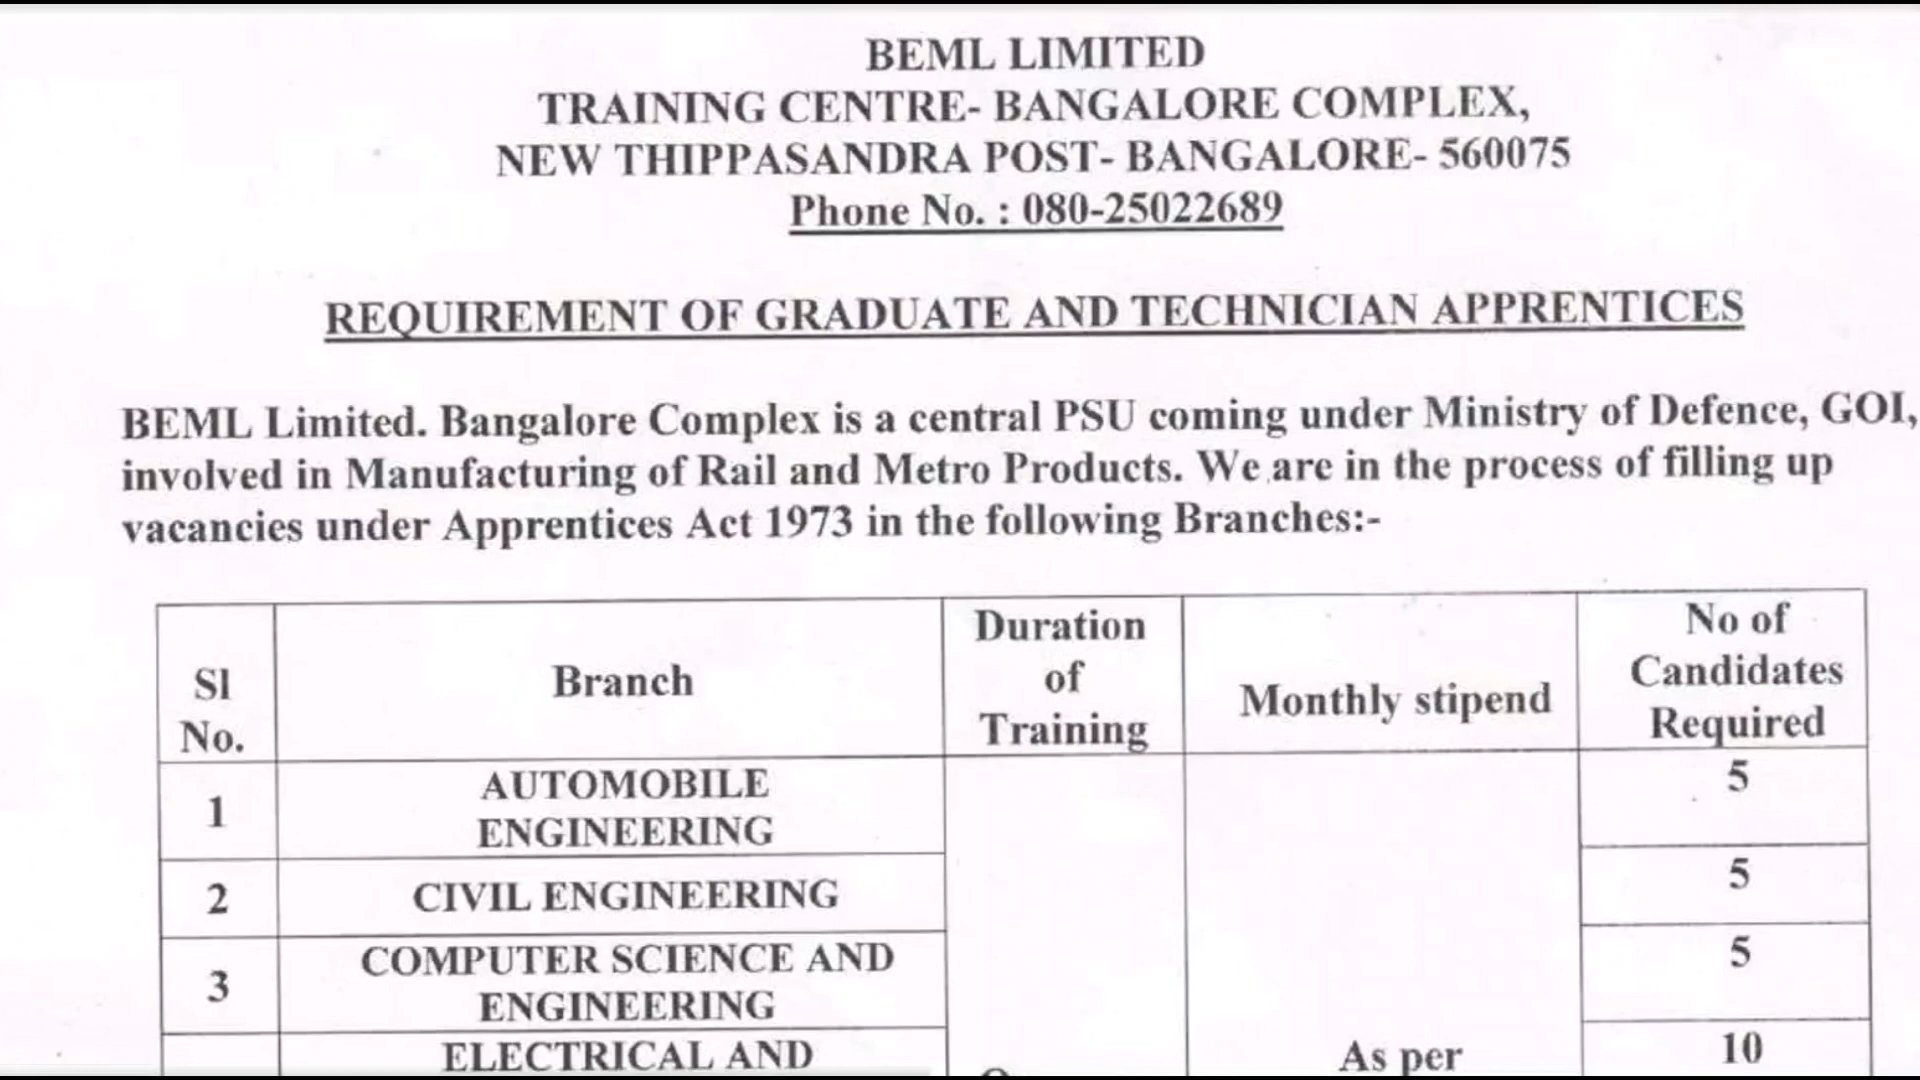 BEML LIMITED
TRAINING CENTRE- BANGALORE COMPLEX,
NEW THIPPASANDRA POST- BANGALORE- 560075
Phone No. : 080-25022689
REQUIREMENT OF GRADUATE AND TECHNICIAN APPRENTICES
BEML Limited. Bangalore Complex is a central PSU coming under Ministry of Defence, GOI,
involved in Manufacturing of Rail and Metro Products. We are in the process of filling up
vacancies under Apprentices Act 1973 in the following Branches:-
Sl No. Branch Duration of Training Monthly stipend No of Candidates Required
1 AUTOMOBILE ENGINEERING 5
2 CIVIL ENGINEERING 5
3 COMPUTER SCIENCE AND ENGINEERING 5
ELECTRICAL AND As per 10